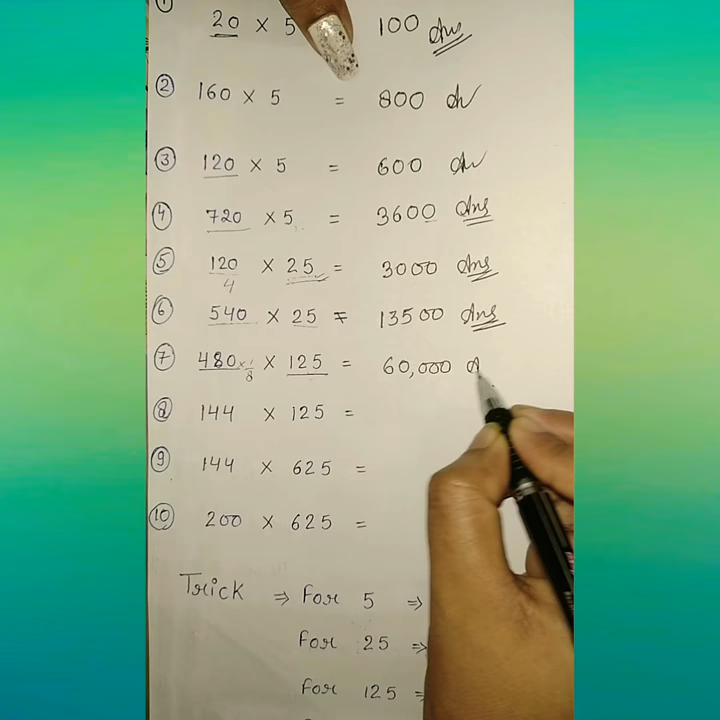 ① 20 × 5 100 Ans
② 160 × 5 = 800
③ 120 × 5 = 600
④ 720 × 5 = 3600 Ans
⑤ 120/4 × 25 = 3000 Ans
⑥ 540 × 25 = 13500 Ans
⑦ 480 × 1/8 × 125 = 60,000
⑧ 144 × 125 =
⑨ 144 × 625 =
⑩ 200 × 625 =
Trick ⇒ For 5 ⇒
For 25 ⇒
For 125 =